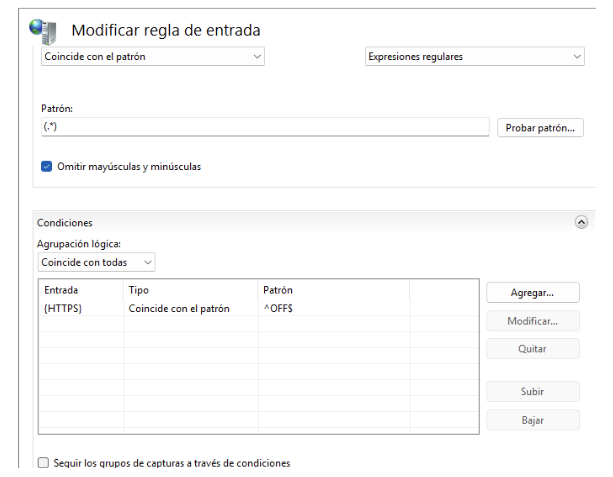 Modificar regla de entrada
Coincide con el patrón Expresiones regulares
Patrón:
(.*) Probar patrón...
Omitir mayúsculas y minúsculas
Condiciones
Agrupación lógica:
Coincide con todas
Entrada Tipo Patrón Agregar...
{HTTPS} Coincide con el patrón ^OFF$
Modificar...
Quitar
Subir
Bajar
Seguir los grupos de capturas a través de condiciones